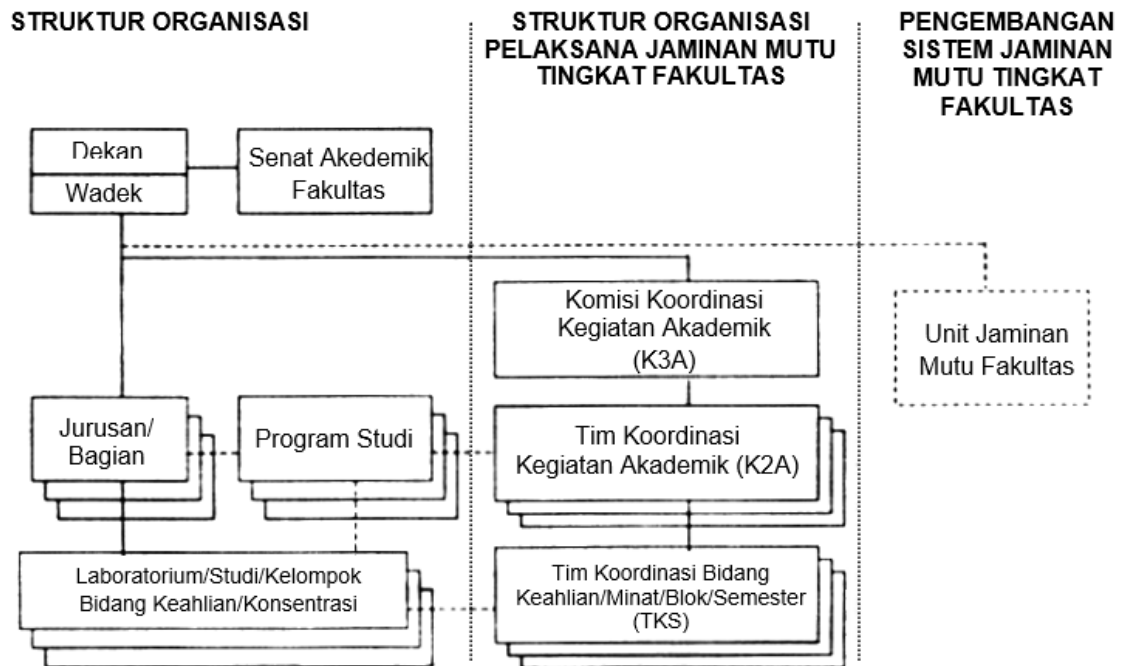 STRUKTUR ORGANISASI
STRUKTUR ORGANISASI
PELAKSANA JAMINAN MUTU
TINGKAT FAKULTAS
PENGEMBANGAN
SISTEM JAMINAN
MUTU TINGKAT
FAKULTAS
Dekan
Wadek
Senat Akedemik
Fakultas
Komisi Koordinasi
Kegiatan Akademik
(K3A)
Unit Jaminan
Mutu Fakultas
Jurusan/
Bagian
Program Studi
Tim Koordinasi
Kegiatan Akademik (K2A)
Laboratorium/Studi/Kelompok
Bidang Keahlian/Konsentrasi
Tim Koordinasi Bidang
Keahlian/Minat/Blok/Semester
(TKS)